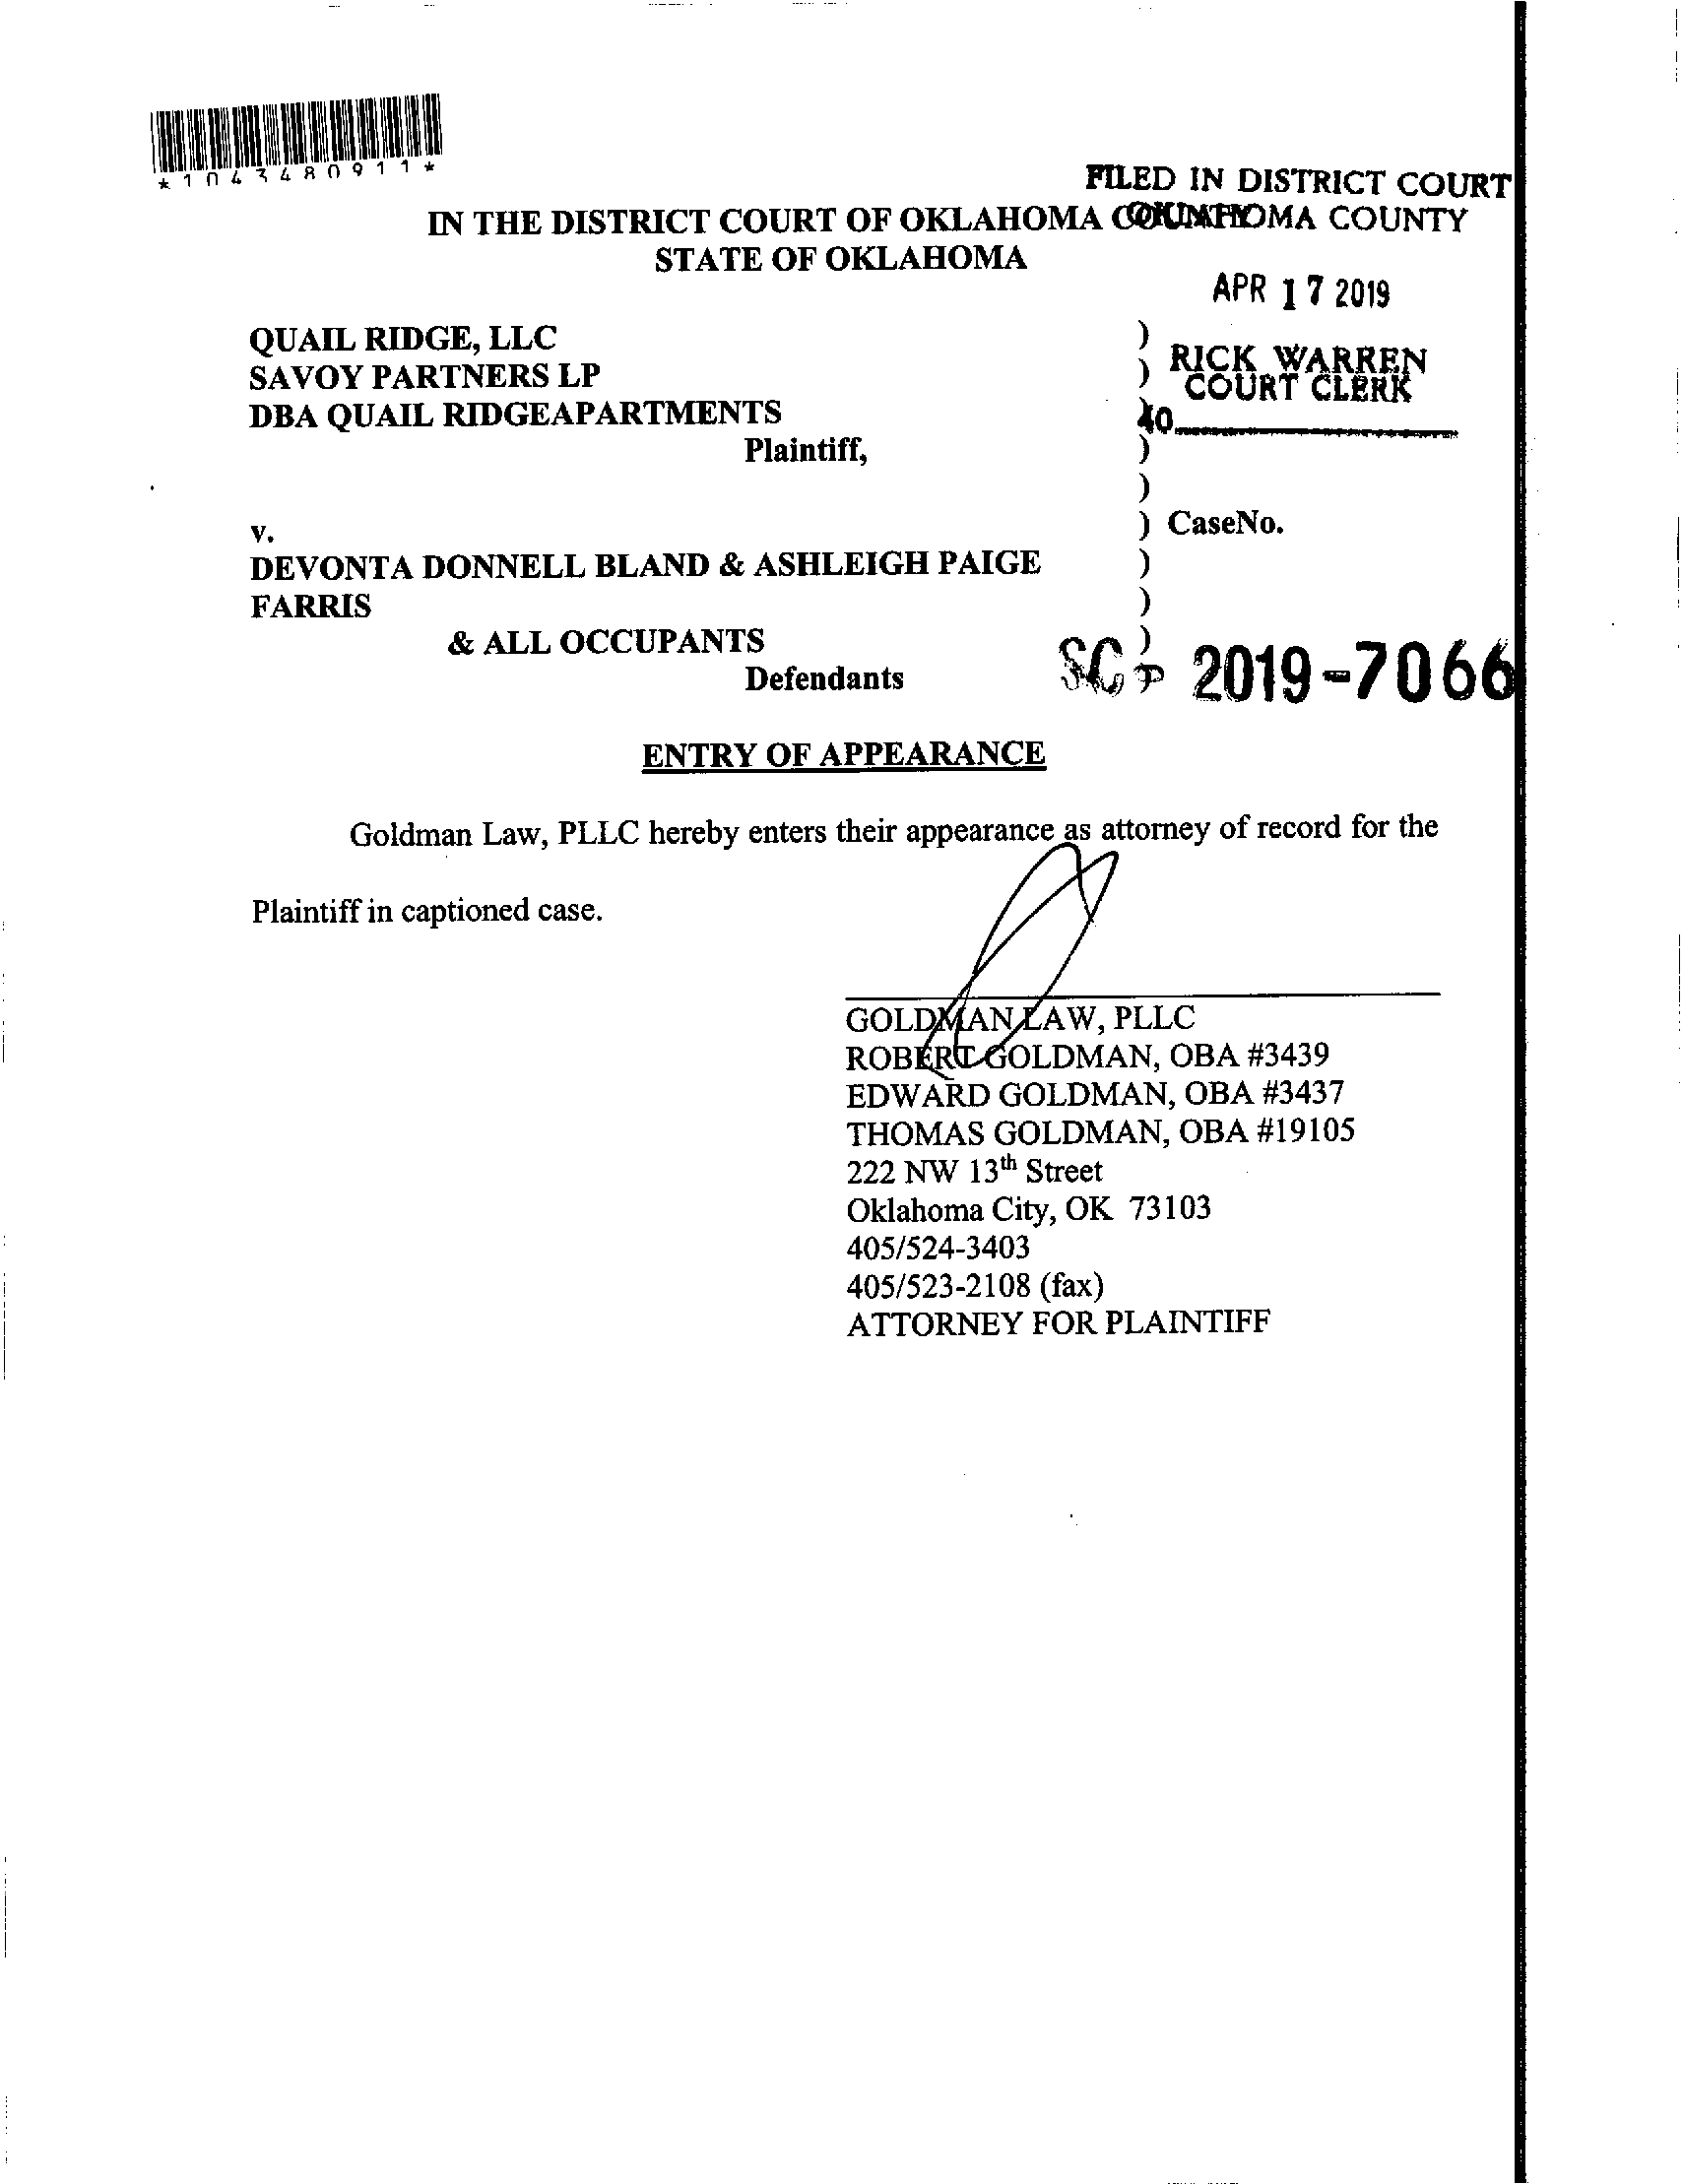 *1043480911*
FILED IN DISTRICT COURT
OKLAHOMA COUNTY
IN THE DISTRICT COURT OF OKLAHOMA COUNTY
STATE OF OKLAHOMA
APR 17 2019
QUAIL RIDGE, LLC )
SAVOY PARTNERS LP ) RICK WARREN
COURT CLERK
DBA QUAIL RIDGEAPARTMENTS ) 40
Plaintiff, )
)
v. ) CaseNo.
DEVONTA DONNELL BLAND & ASHLEIGH PAIGE )
FARRIS )
& ALL OCCUPANTS )
Defendants SC 2019-7066
ENTRY OF APPEARANCE
Goldman Law, PLLC hereby enters their appearance as attorney of record for the
Plaintiff in captioned case.
GOLDMAN LAW, PLLC
ROBERT GOLDMAN, OBA #3439
EDWARD GOLDMAN, OBA #3437
THOMAS GOLDMAN, OBA #19105
222 NW 13th Street
Oklahoma City, OK 73103
405/524-3403
405/523-2108 (fax)
ATTORNEY FOR PLAINTIFF